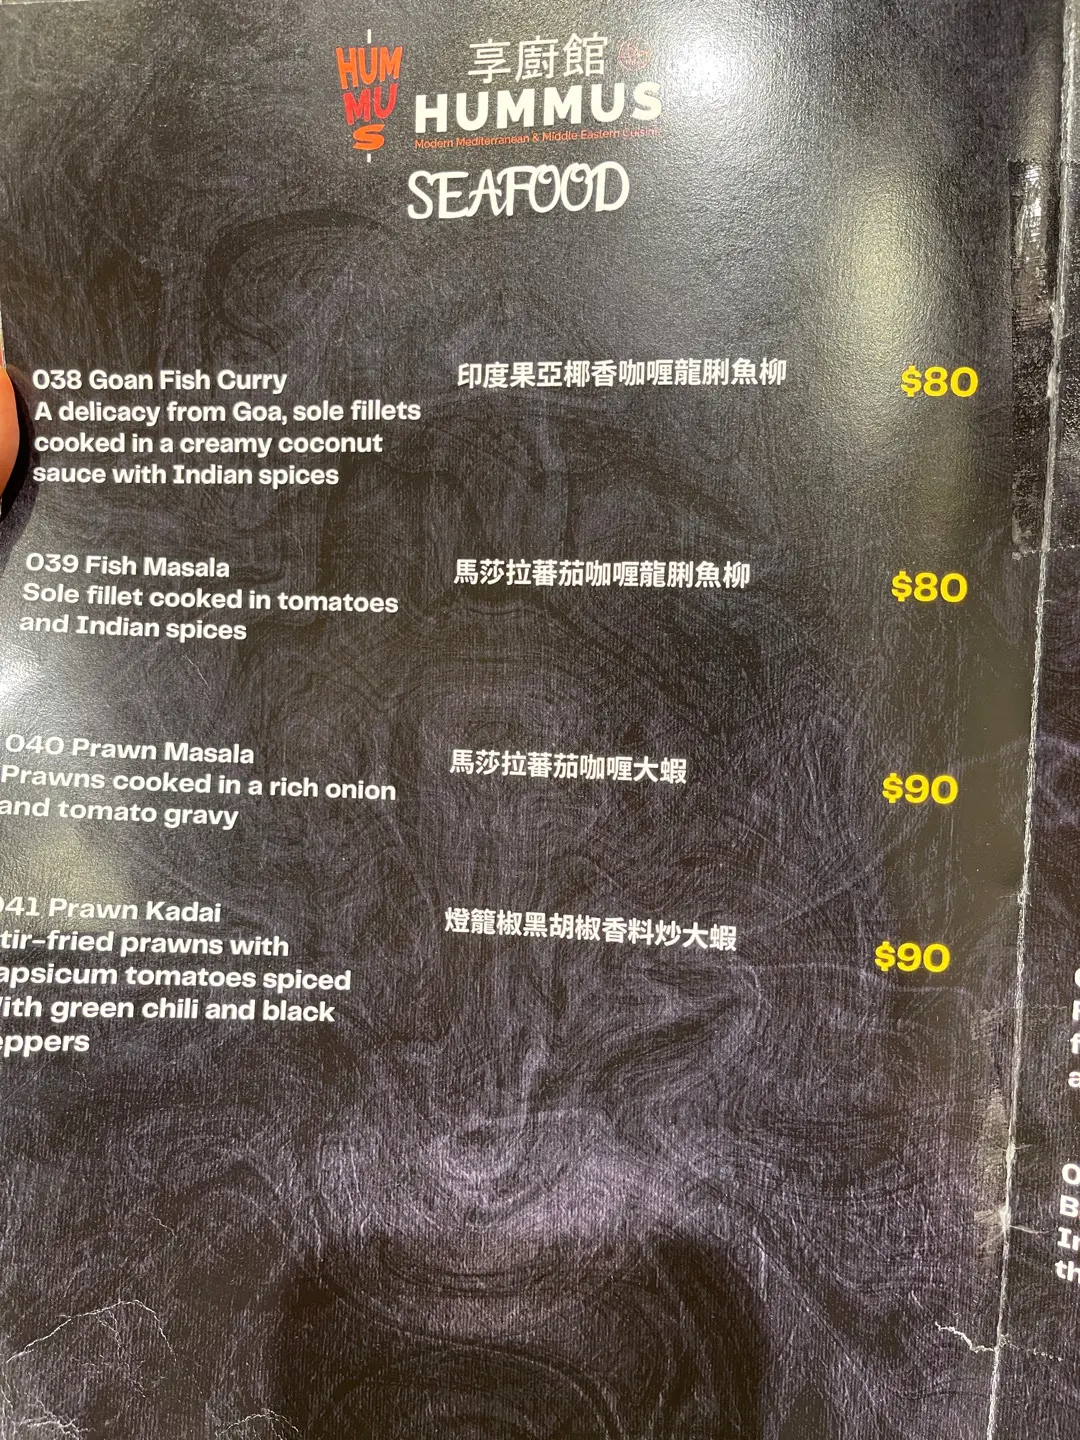 HUM
MU
S
享廚館
HUMMUS
Modern Mediterranean & Middle Eastern Cuisine
SEAFOOD
038 Goan Fish Curry
印度果亞椰香咖喱龍脷魚柳
$80
A delicacy from Goa, sole fillets
cooked in a creamy coconut
sauce with Indian spices
039 Fish Masala
馬莎拉蕃茄咖喱龍脷魚柳
$80
Sole fillet cooked in tomatoes
and Indian spices
040 Prawn Masala
馬莎拉蕃茄咖喱大蝦
$90
Prawns cooked in a rich onion
and tomato gravy
041 Prawn Kadai
燈籠椒黑胡椒香料炒大蝦
$90
tir-fried prawns with
apsicum tomatoes spiced
ith green chili and black
eppers